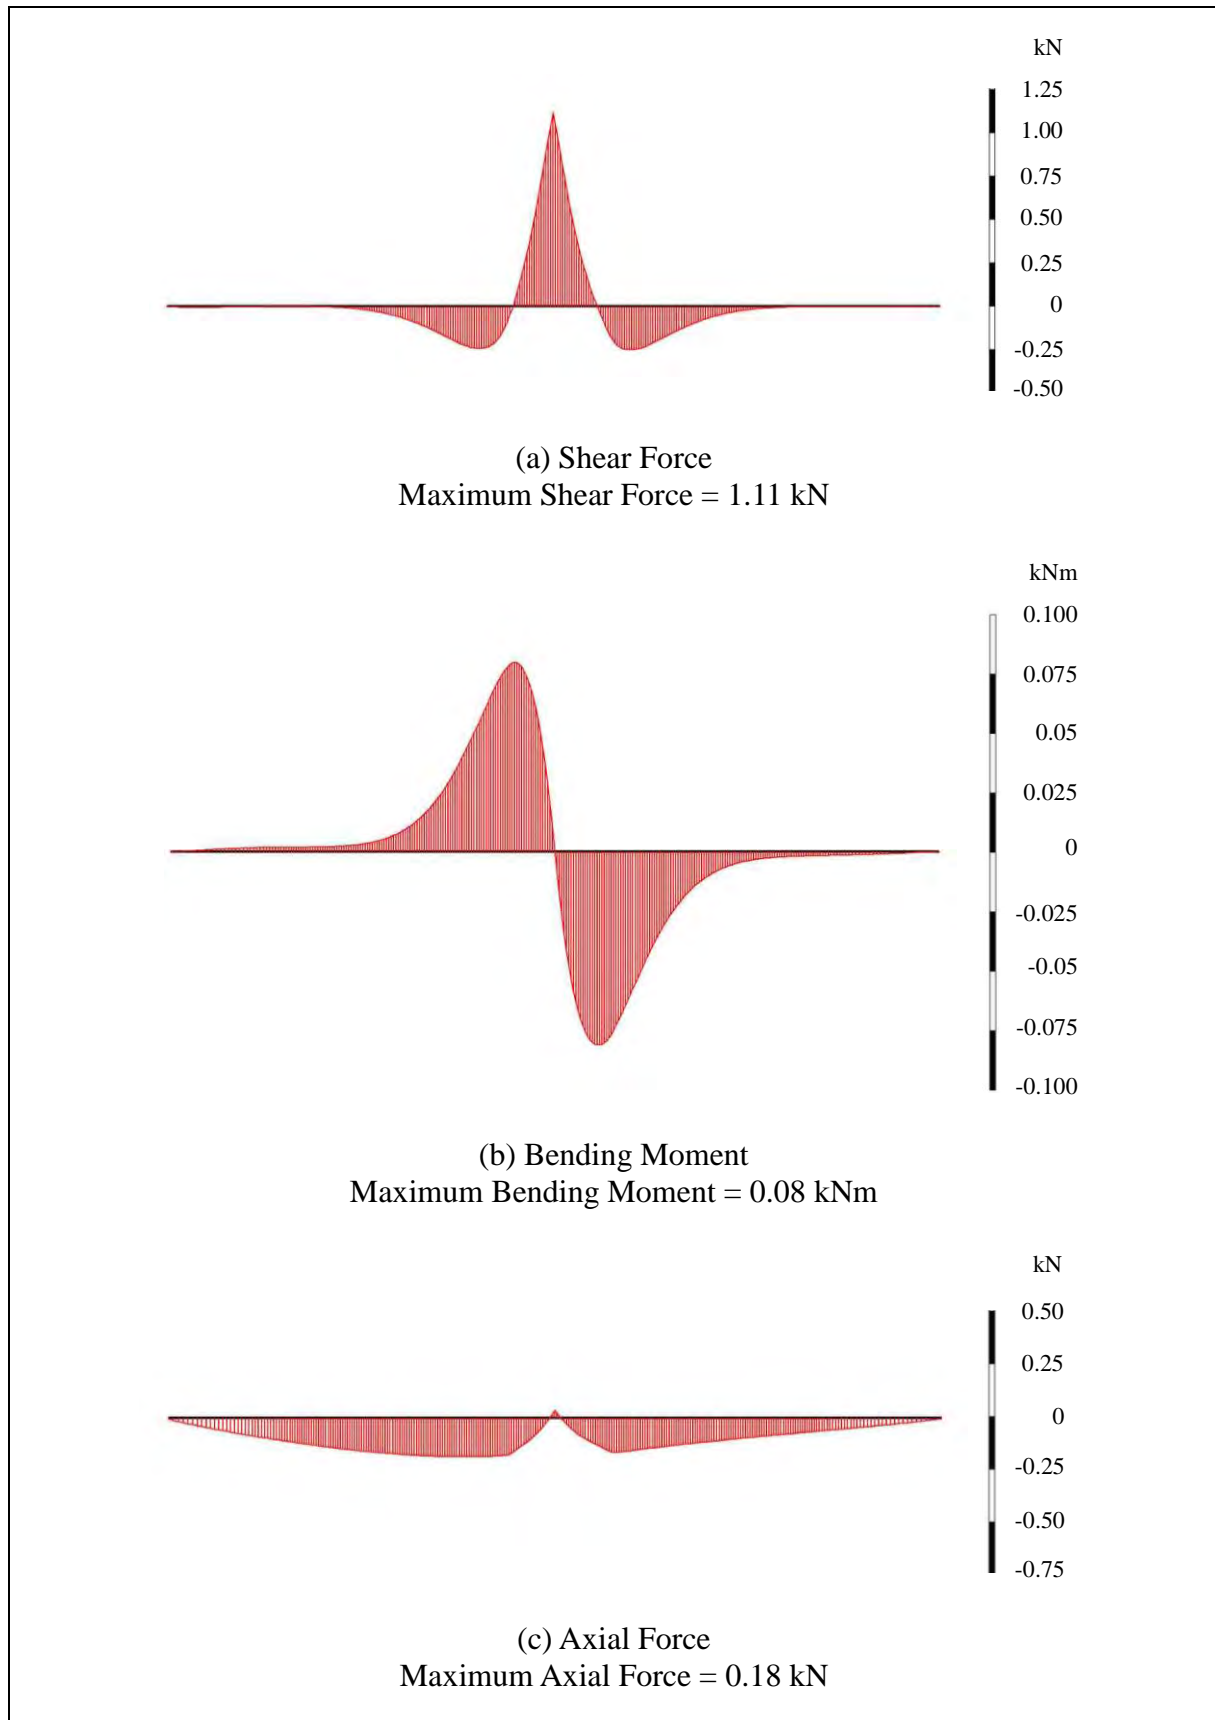 kN
1.25
1.00
0.75
0.50
0.25
0
-0.25
-0.50
(a) Shear Force
Maximum Shear Force = 1.11 kN
kNm
0.100
0.075
0.05
0.025
0
-0.025
-0.05
-0.075
-0.100
(b) Bending Moment
Maximum Bending Moment = 0.08 kNm
kN
0.50
0.25
0
-0.25
-0.50
-0.75
(c) Axial Force
Maximum Axial Force = 0.18 kN